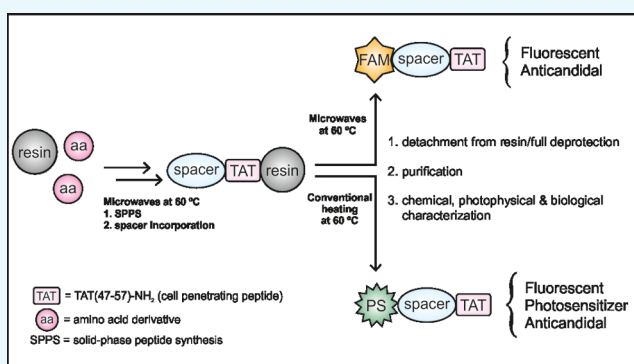 FAM spacer TAT
Fluorescent
Anticandidal
Microwaves
at 60 ºC
resin aa
aa
spacer TAT resin
Microwaves at 60 ºC
1. SPPS
2. spacer Incorporation
Conventional
heating
at 60 ºC
1. detachment from resin/full deprotection
2. purification
3. chemical, photophysical & biological
characterization
PS spacer TAT
Fluorescent
Photosensitizer
Anticandidal
TAT = TAT(47-57)-NH₂ (cell penetrating peptide)
aa = amino acid derivative
SPPS = solid-phase peptide synthesis